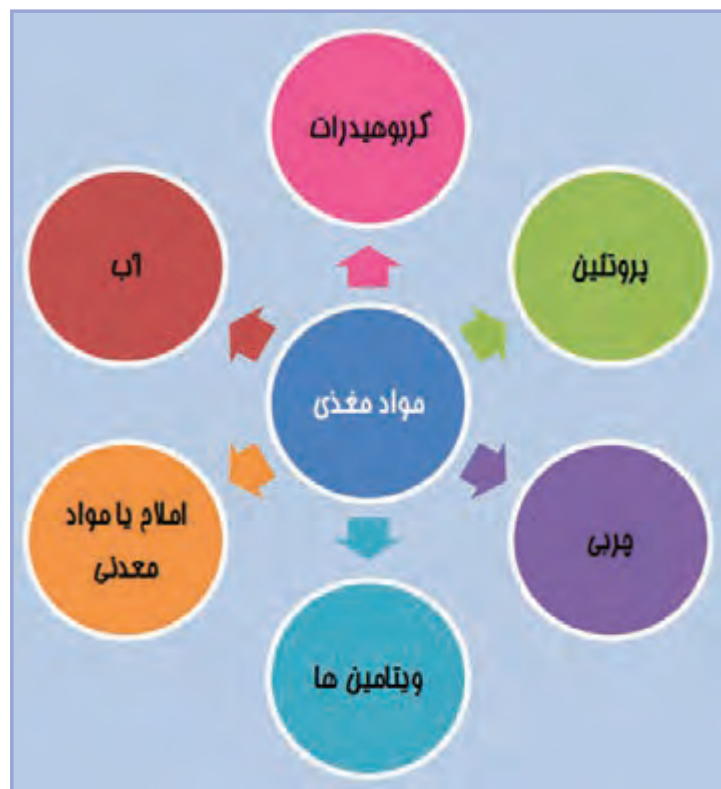 کربوهیدرات
پروتئین
آب
مواد مغذی
املاح یا مواد
معدنی
چربی
ویتامین ها